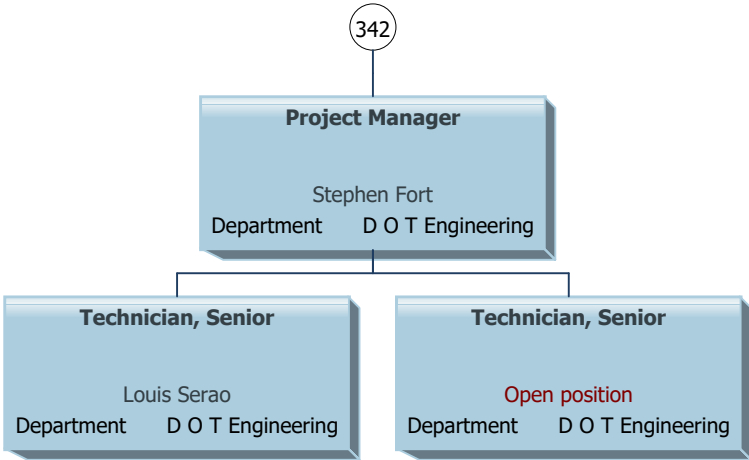 342
Project Manager
Stephen Fort
Department D O T Engineering
Technician, Senior
Louis Serao
Department D O T Engineering
Technician, Senior
Open position
Department D O T Engineering